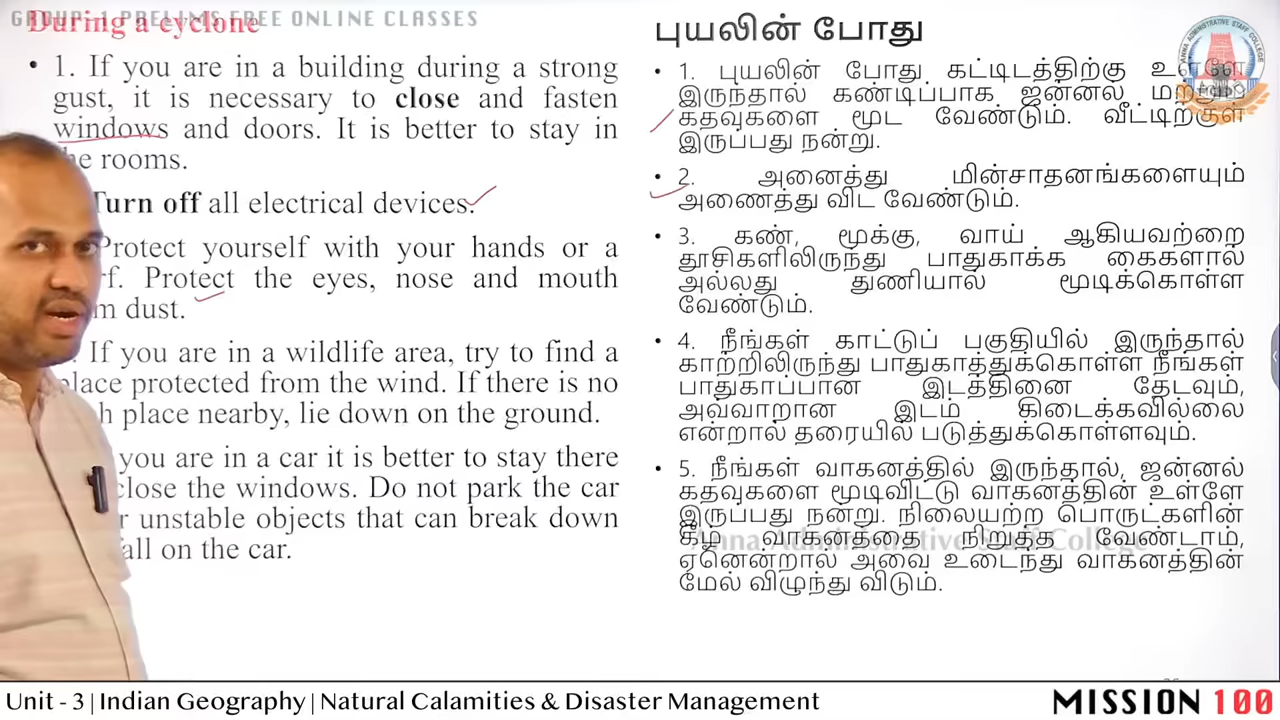 GROUP-1 PRELIMS FREE ONLINE CLASSES
During a cyclone
• 1. If you are in a building during a strong
gust, it is necessary to close and fasten
windows and doors. It is better to stay in
the rooms.
Turn off all electrical devices.
Protect yourself with your hands or a
Protect the eyes, nose and mouth
dust.
If you are in a wildlife area, try to find a
place protected from the wind. If there is no
place nearby, lie down on the ground.
you are in a car it is better to stay there
close the windows. Do not park the car
unstable objects that can break down
on the car.
புயலின் போது
• 1. புயலின் போது கட்டிடத்திற்கு உள்ளே
இருந்தால் கண்டிப்பாக ஜன்னல் மற்றும்
கதவுகளை மூட வேண்டும். வீட்டிற்குள்
இருப்பது நன்று.
• 2. அனைத்து மின்சாதனங்களையும்
அணைத்து விட வேண்டும்.
• 3. கண், மூக்கு, வாய் ஆகியவற்றை
தூசிகளிலிருந்து பாதுகாக்க கைகளால்
அல்லது துணியால் மூடிக்கொள்ள
வேண்டும்.
• 4. நீங்கள் காட்டுப் பகுதியில் இருந்தால்
காற்றிலிருந்து பாதுகாத்துக்கொள்ள நீங்கள்
பாதுகாப்பான இடத்தினை தேடவும்,
அவ்வாறான இடம் கிடைக்கவில்லை
என்றால் தரையில் படுத்துக்கொள்ளவும்.
• 5. நீங்கள் வாகனத்தில் இருந்தால், ஜன்னல்
கதவுகளை மூடிவிட்டு வாகனத்தின் உள்ளே
இருப்பது நன்று. நிலையற்ற பொருட்களின்
கீழ் வாகனத்தை நிறுத்த வேண்டாம்,
ஏனென்றால் அவை உடைந்து வாகனத்தின்
மேல் விழுந்து விடும்.
ANNA ADMINISTRATIVE STAFF COLLEGE
Anna Administrative Staff College
Unit - 3 | Indian Geography | Natural Calamities & Disaster Management
MISSION 100